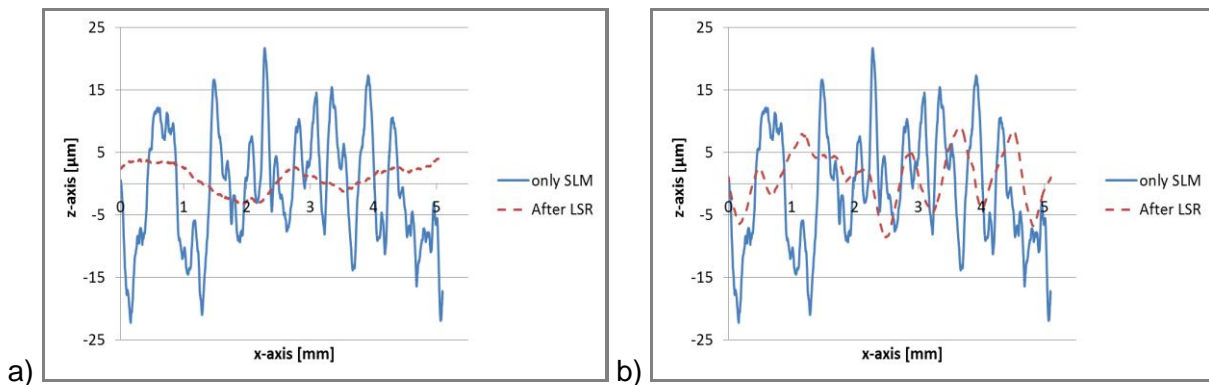 a)
25
15
5
-5
-15
-25
z-axis [µm]
0 1 2 3 4 5
x-axis [mm]
only SLM
After LSR
b)
25
15
5
-5
-15
-25
z-axis [µm]
0 1 2 3 4 5
x-axis [mm]
only SLM
After LSR